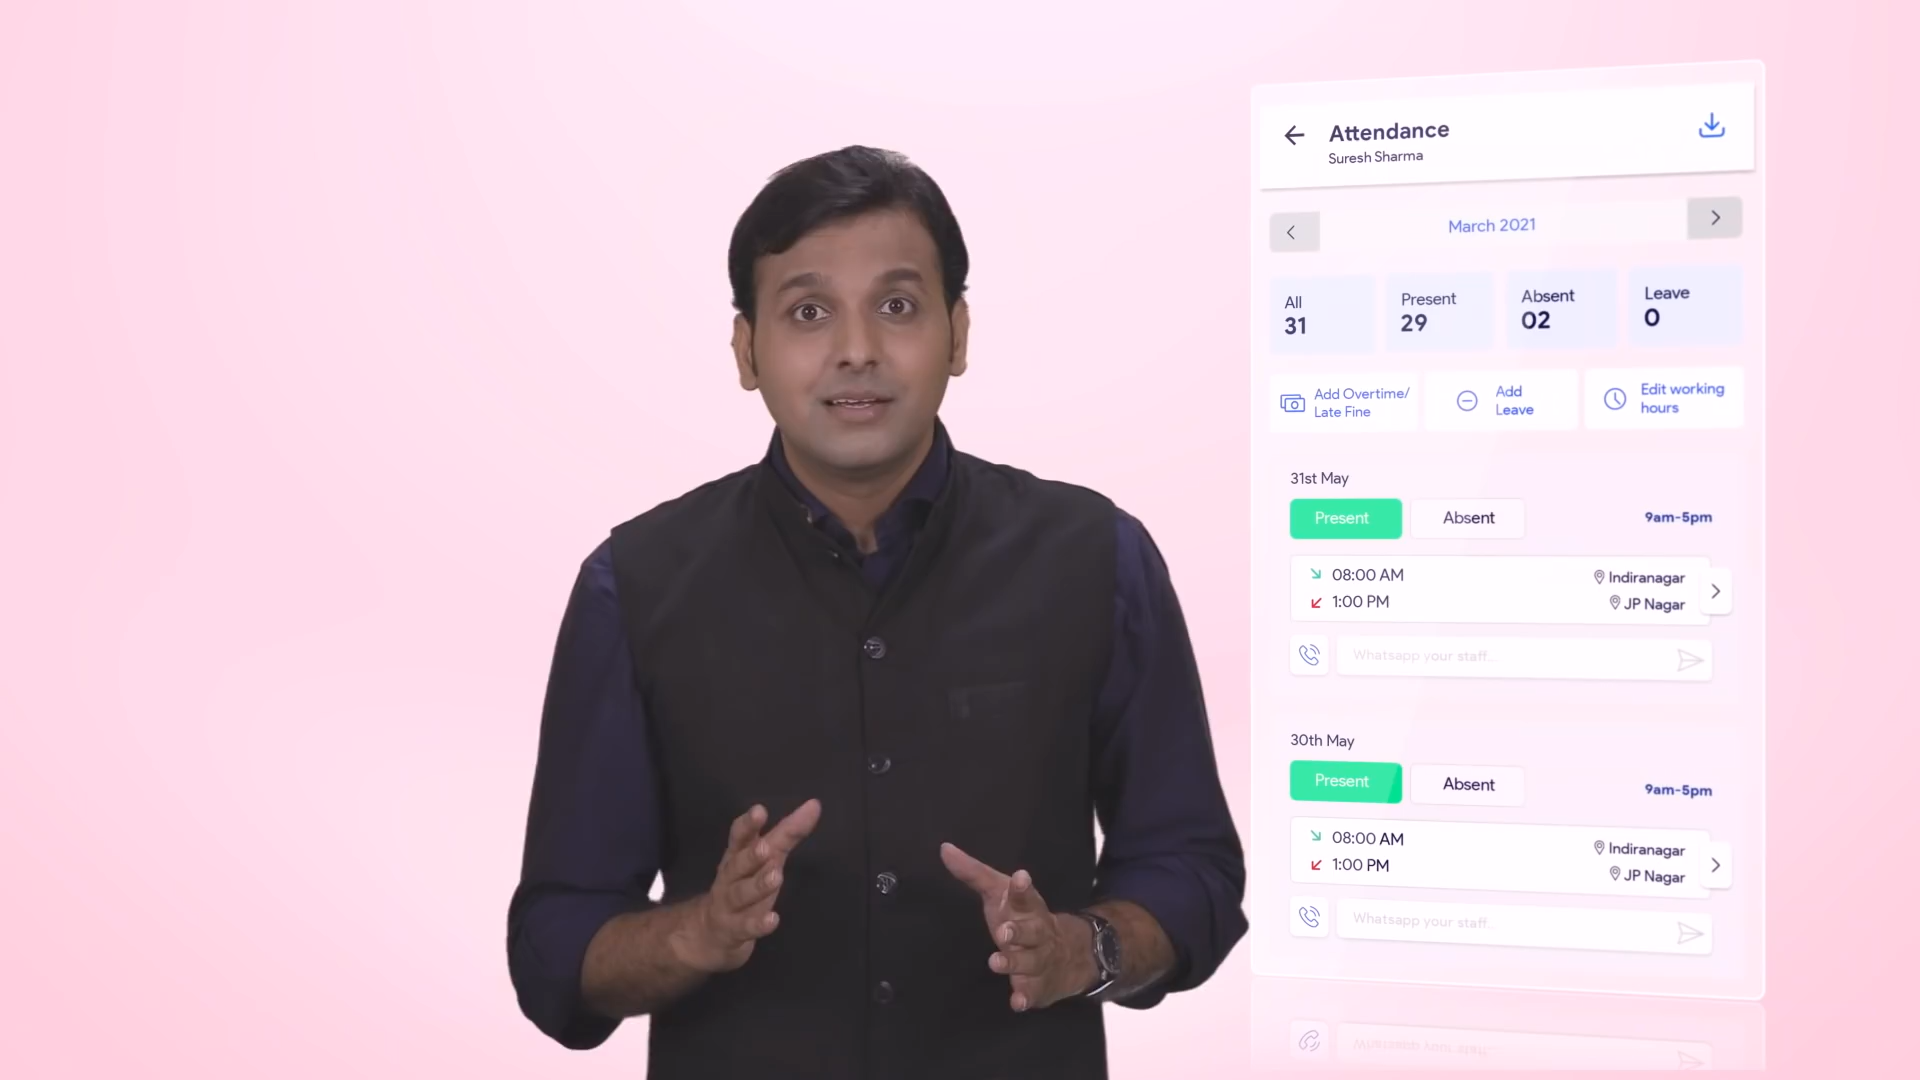 Attendance
Suresh Sharma
March 2021
All
31
Present
29
Absent
02
Leave
0
Add Overtime/
Late Fine
Add
Leave
Edit working
hours
31st May
Present
Absent
9am-5pm
08:00 AM
Indiranagar
1:00 PM
JP Nagar
Whatsapp your staff...
30th May
Present
Absent
9am-5pm
08:00 AM
Indiranagar
1:00 PM
JP Nagar
Whatsapp your staff...